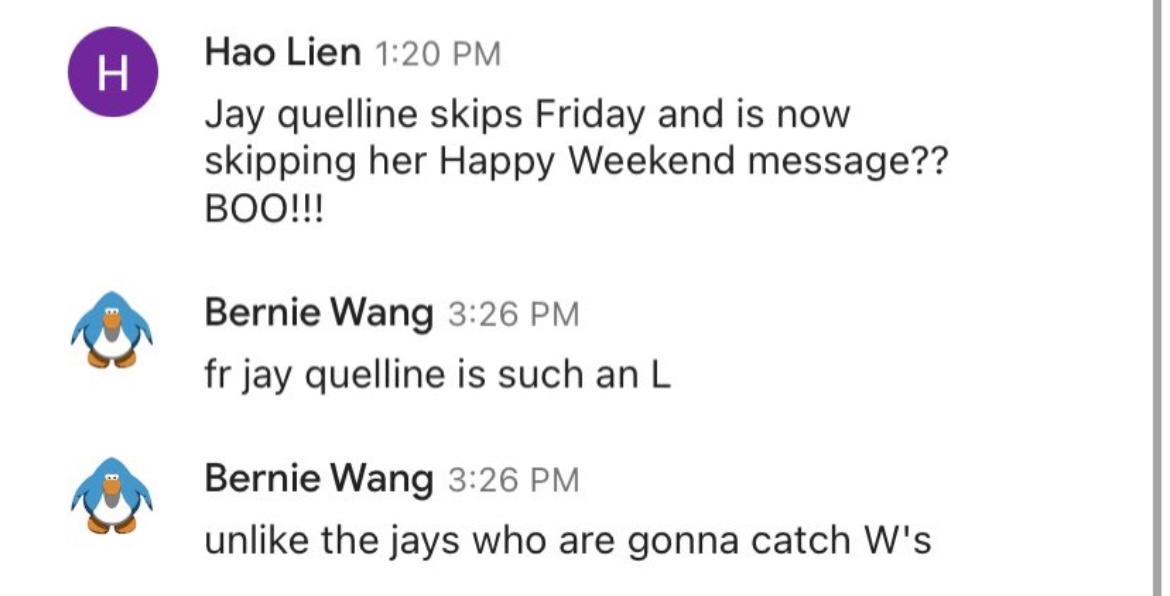 H
Hao Lien 1:20 PM
Jay quelline skips Friday and is now
skipping her Happy Weekend message??
BOO!!!
Bernie Wang 3:26 PM
fr jay quelline is such an L
Bernie Wang 3:26 PM
unlike the jays who are gonna catch W's